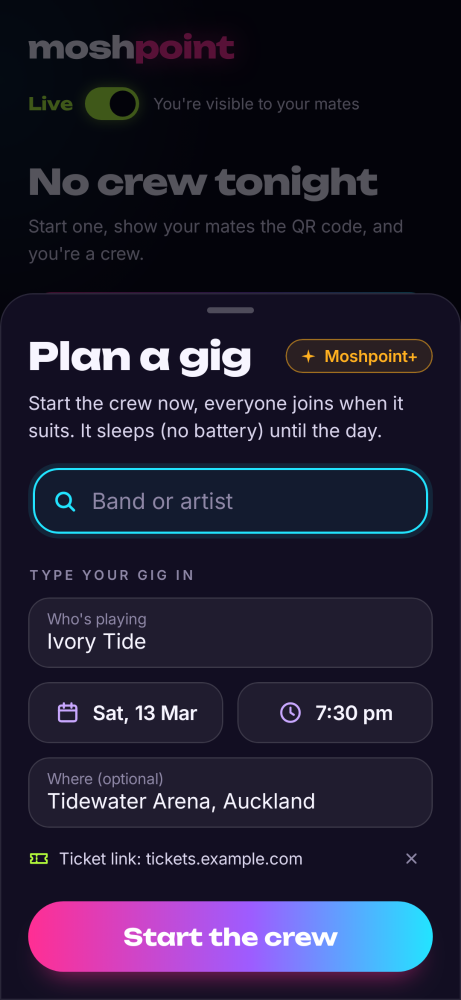 moshpoint
Live
You're visible to your mates
No crew tonight
Start one, show your mates the QR code, and
you're a crew.
Plan a gig
Moshpoint+
Start the crew now, everyone joins when it
suits. It sleeps (no battery) until the day.
Band or artist
TYPE YOUR GIG IN
Who's playing
Ivory Tide
Sat, 13 Mar
7:30 pm
Where (optional)
Tidewater Arena, Auckland
Ticket link: tickets.example.com
Start the crew